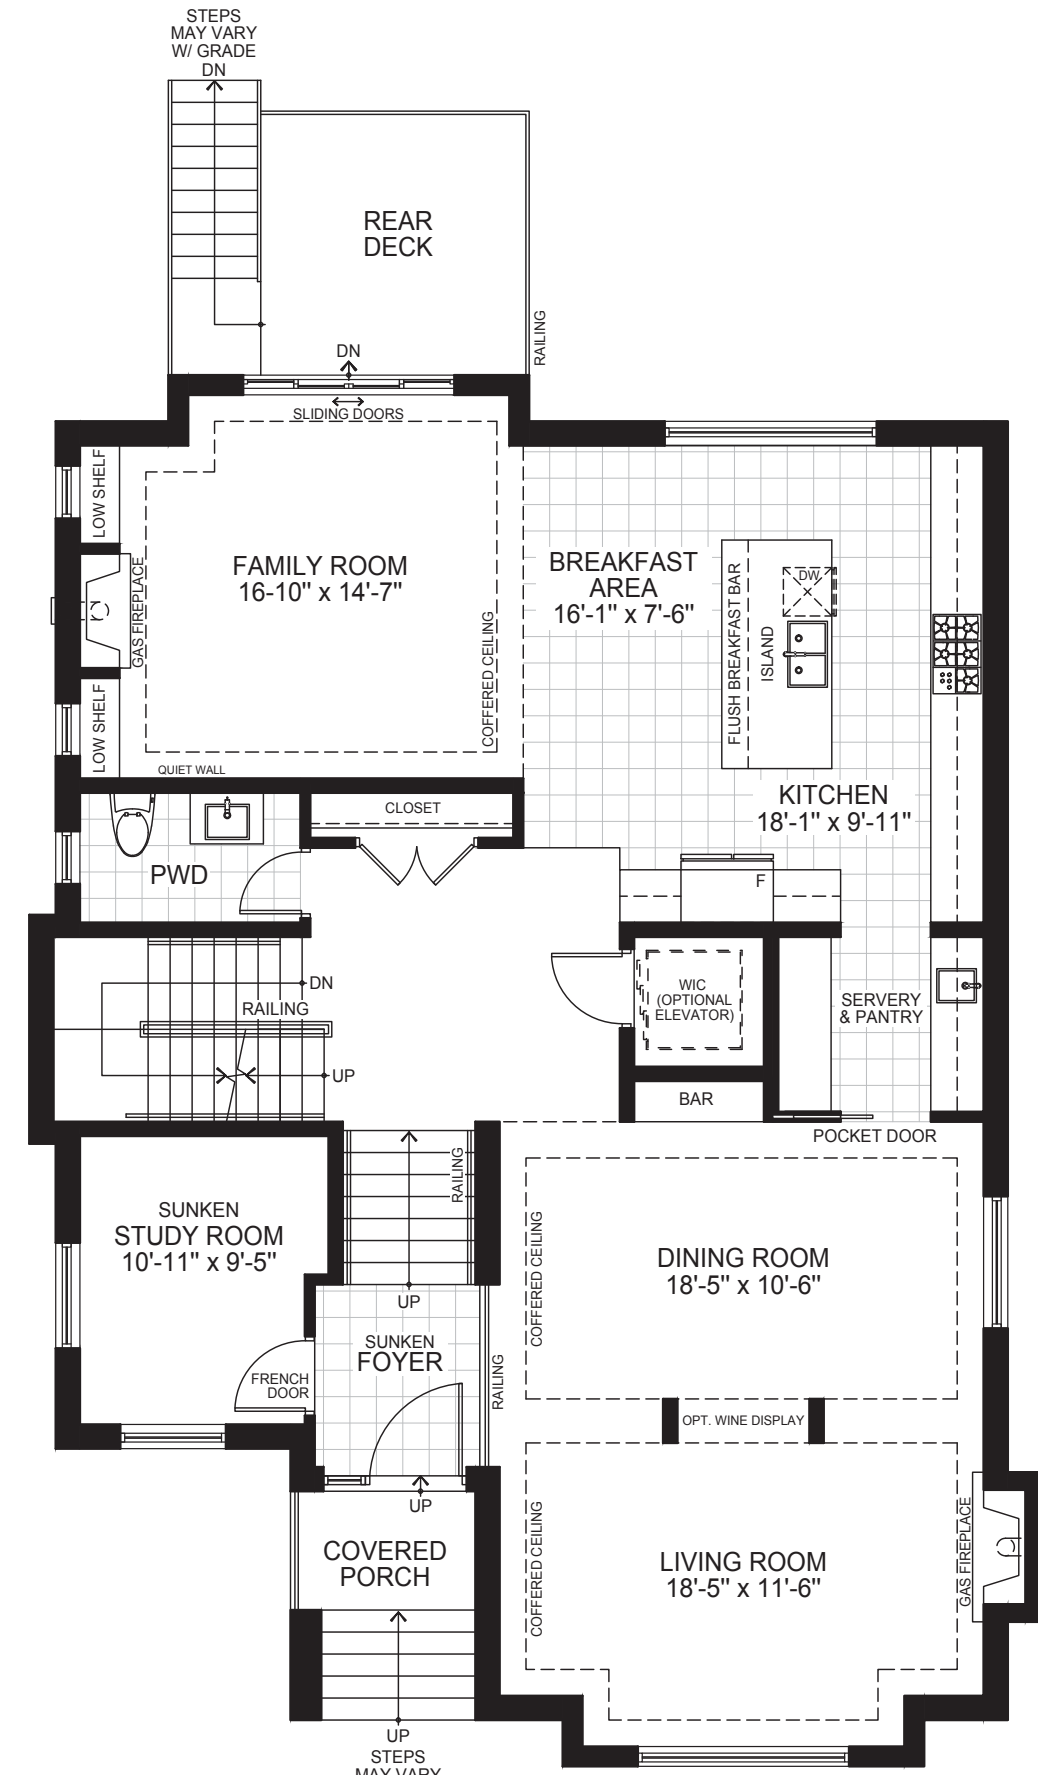 STEPS
MAY VARY
W/ GRADE
DN
REAR
DECK
RAILING
DN
SLIDING DOORS
LOW SHELF
GAS FIREPLACE
LOW SHELF
FAMILY ROOM
16-10" x 14'-7"
COFFERED CEILING
QUIET WALL
BREAKFAST
AREA
16'-1" x 7'-6"
FLUSH BREAKFAST BAR
ISLAND
DW
KITCHEN
18'-1" x 9'-11"
CLOSET
PWD
F
DN
RAILING
UP
WIC
(OPTIONAL
ELEVATOR)
SERVERY
& PANTRY
BAR
POCKET DOOR
RAILING
SUNKEN
STUDY ROOM
10'-11" x 9'-5"
COFFERED CEILING
DINING ROOM
18'-5" x 10'-6"
UP
SUNKEN
FOYER
FRENCH
DOOR
RAILING
OPT. WINE DISPLAY
UP
COVERED
PORCH
COFFERED CEILING
LIVING ROOM
18'-5" x 11'-6"
GAS FIREPLACE
UP
STEPS
MAY VARY